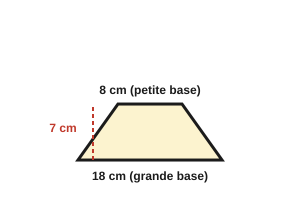 8 cm (petite base)
7 cm
18 cm (grande base)